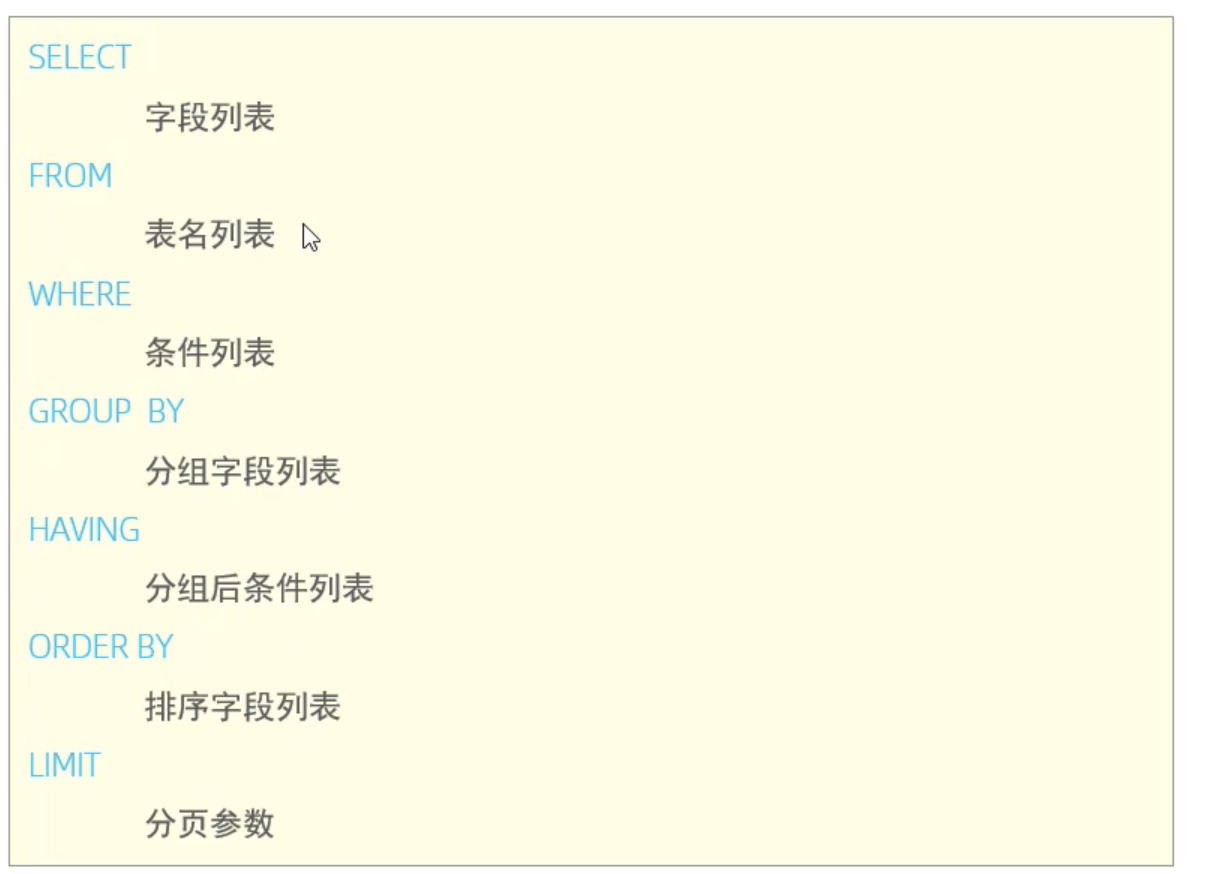 SELECT
字段列表
FROM
表名列表
WHERE
条件列表
GROUP BY
分组字段列表
HAVING
分组后条件列表
ORDER BY
排序字段列表
LIMIT
分页参数